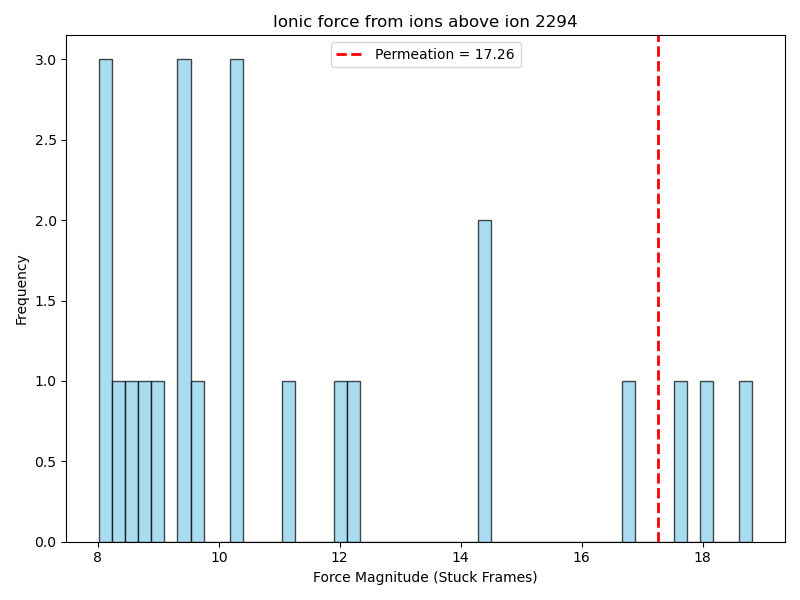 Ionic force from ions above ion 2294
Permeation = 17.26
Frequency
3.0
2.5
2.0
1.5
1.0
0.5
0.0
8 10 12 14 16 18
Force Magnitude (Stuck Frames)